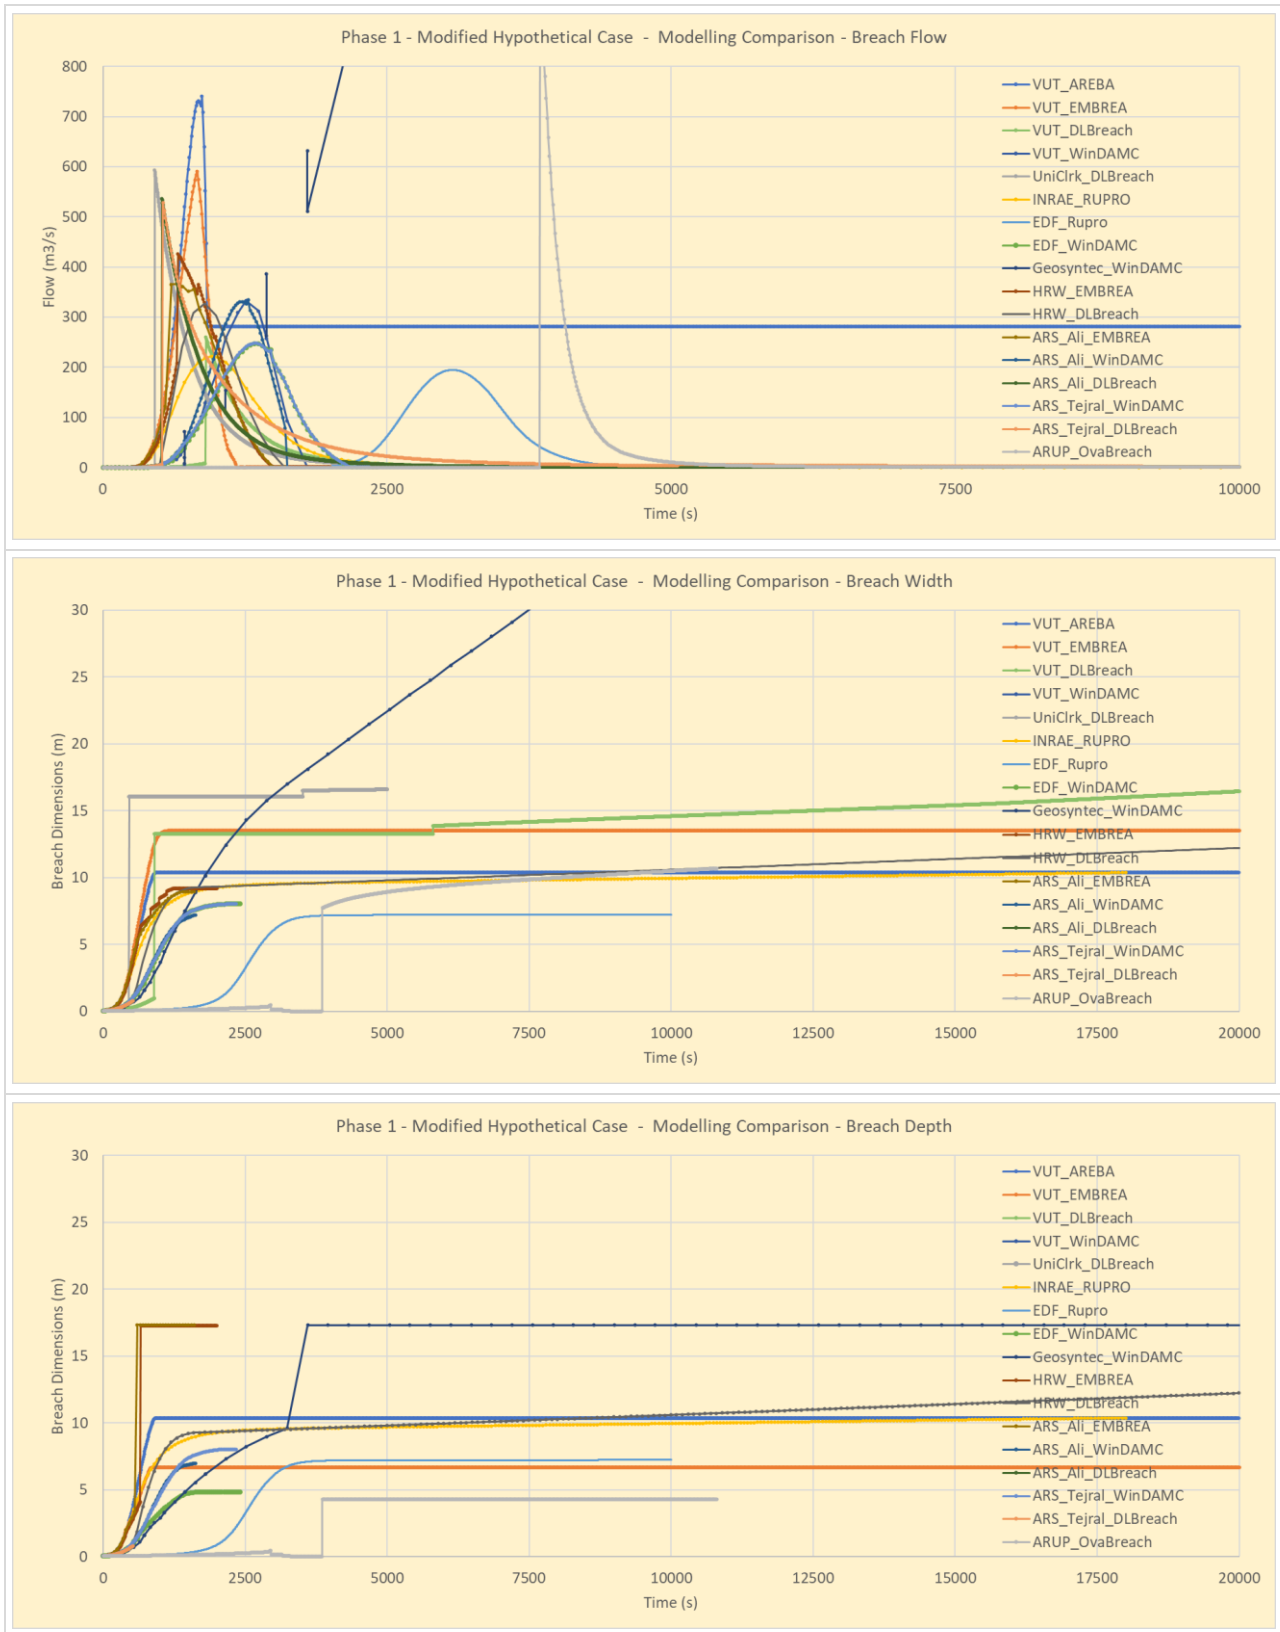 Phase 1 - Modified Hypothetical Case - Modelling Comparison - Breach Flow
800
700
600
500
400
300
200
100
0
Flow (m3/s)
0 2500 5000 7500 10000
Time (s)
VUT_AREBA
VUT_EMBREA
VUT_DLBreach
VUT_WinDAMC
UniClrk_DLBreach
INRAE_RUPRO
EDF_Rupro
EDF_WinDAMC
Geosyntec_WinDAMC
HRW_EMBREA
HRW_DLBreach
ARS_Ali_EMBREA
ARS_Ali_WinDAMC
ARS_Ali_DLBreach
ARS_Tejral_WinDAMC
ARS_Tejral_DLBreach
ARUP_OvaBreach
Phase 1 - Modified Hypothetical Case - Modelling Comparison - Breach Width
30
25
20
15
10
5
0
Breach Dimensions (m)
0 2500 5000 7500 10000 12500 15000 17500 20000
Time (s)
VUT_AREBA
VUT_EMBREA
VUT_DLBreach
VUT_WinDAMC
UniClrk_DLBreach
INRAE_RUPRO
EDF_Rupro
EDF_WinDAMC
Geosyntec_WinDAMC
HRW_EMBREA
HRW_DLBreach
ARS_Ali_EMBREA
ARS_Ali_WinDAMC
ARS_Ali_DLBreach
ARS_Tejral_WinDAMC
ARS_Tejral_DLBreach
ARUP_OvaBreach
Phase 1 - Modified Hypothetical Case - Modelling Comparison - Breach Depth
30
25
20
15
10
5
0
Breach Dimensions (m)
0 2500 5000 7500 10000 12500 15000 17500 20000
Time (s)
VUT_AREBA
VUT_EMBREA
VUT_DLBreach
VUT_WinDAMC
UniClrk_DLBreach
INRAE_RUPRO
EDF_Rupro
EDF_WinDAMC
Geosyntec_WinDAMC
HRW_EMBREA
HRW_DLBreach
ARS_Ali_EMBREA
ARS_Ali_WinDAMC
ARS_Ali_DLBreach
ARS_Tejral_WinDAMC
ARS_Tejral_DLBreach
ARUP_OvaBreach